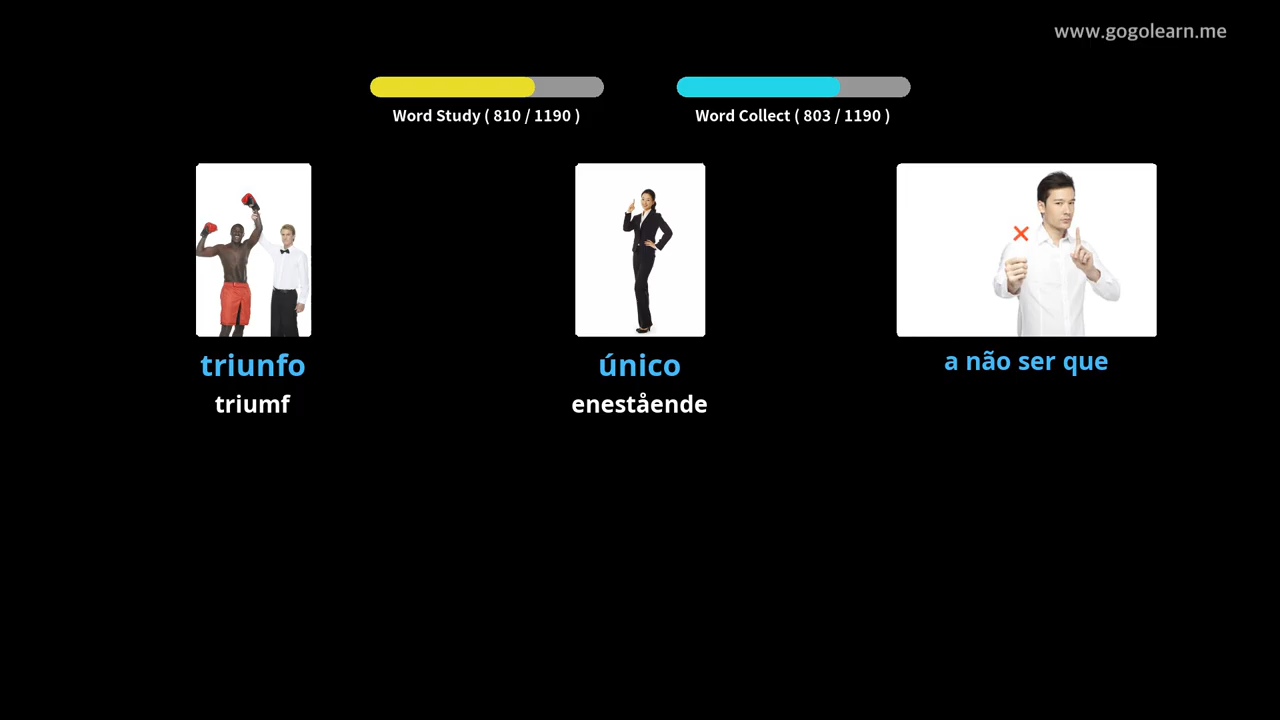 www.gogolearn.me
Word Study ( 810 / 1190 )
Word Collect ( 803 / 1190 )
triunfo
triumf
único
enestående
a não ser que